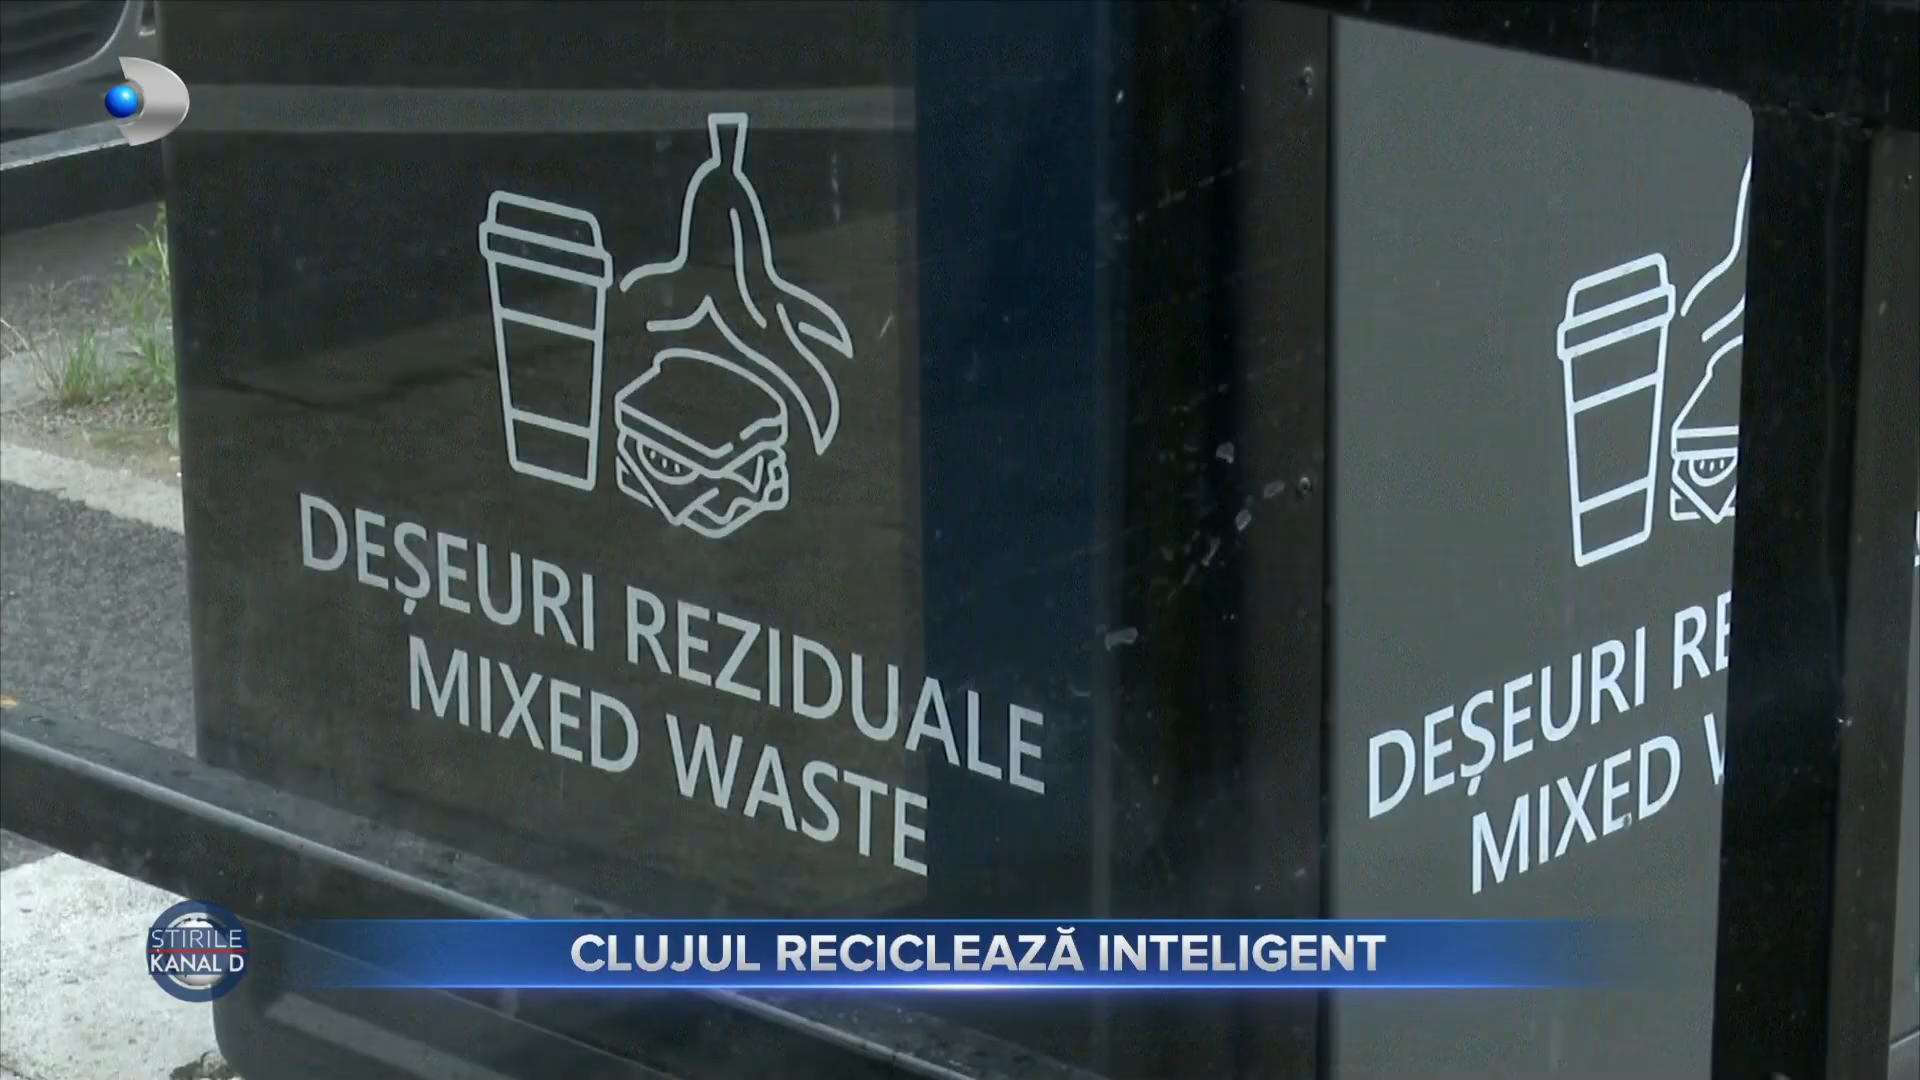 DEȘEURI REZIDUALE
MIXED WASTE
DEȘEURI RE
MIXED
ȘTIRILE
KANAL D
CLUJUL RECICLEAZĂ INTELIGENT